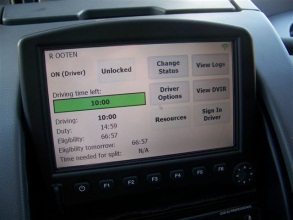 R OOTEN
ON (Driver)
Unlocked
Change Status
View Logs
Driving time left:
10:00
Driver Options
View DVIR
Driving: 10:00
Duty: 14:59
Eligibility: 66:57
Eligibility tomorrow: 66:57
Time needed for split: N/A
Resources
Sign In Driver
F1 F2 F3 F4 F5 F6